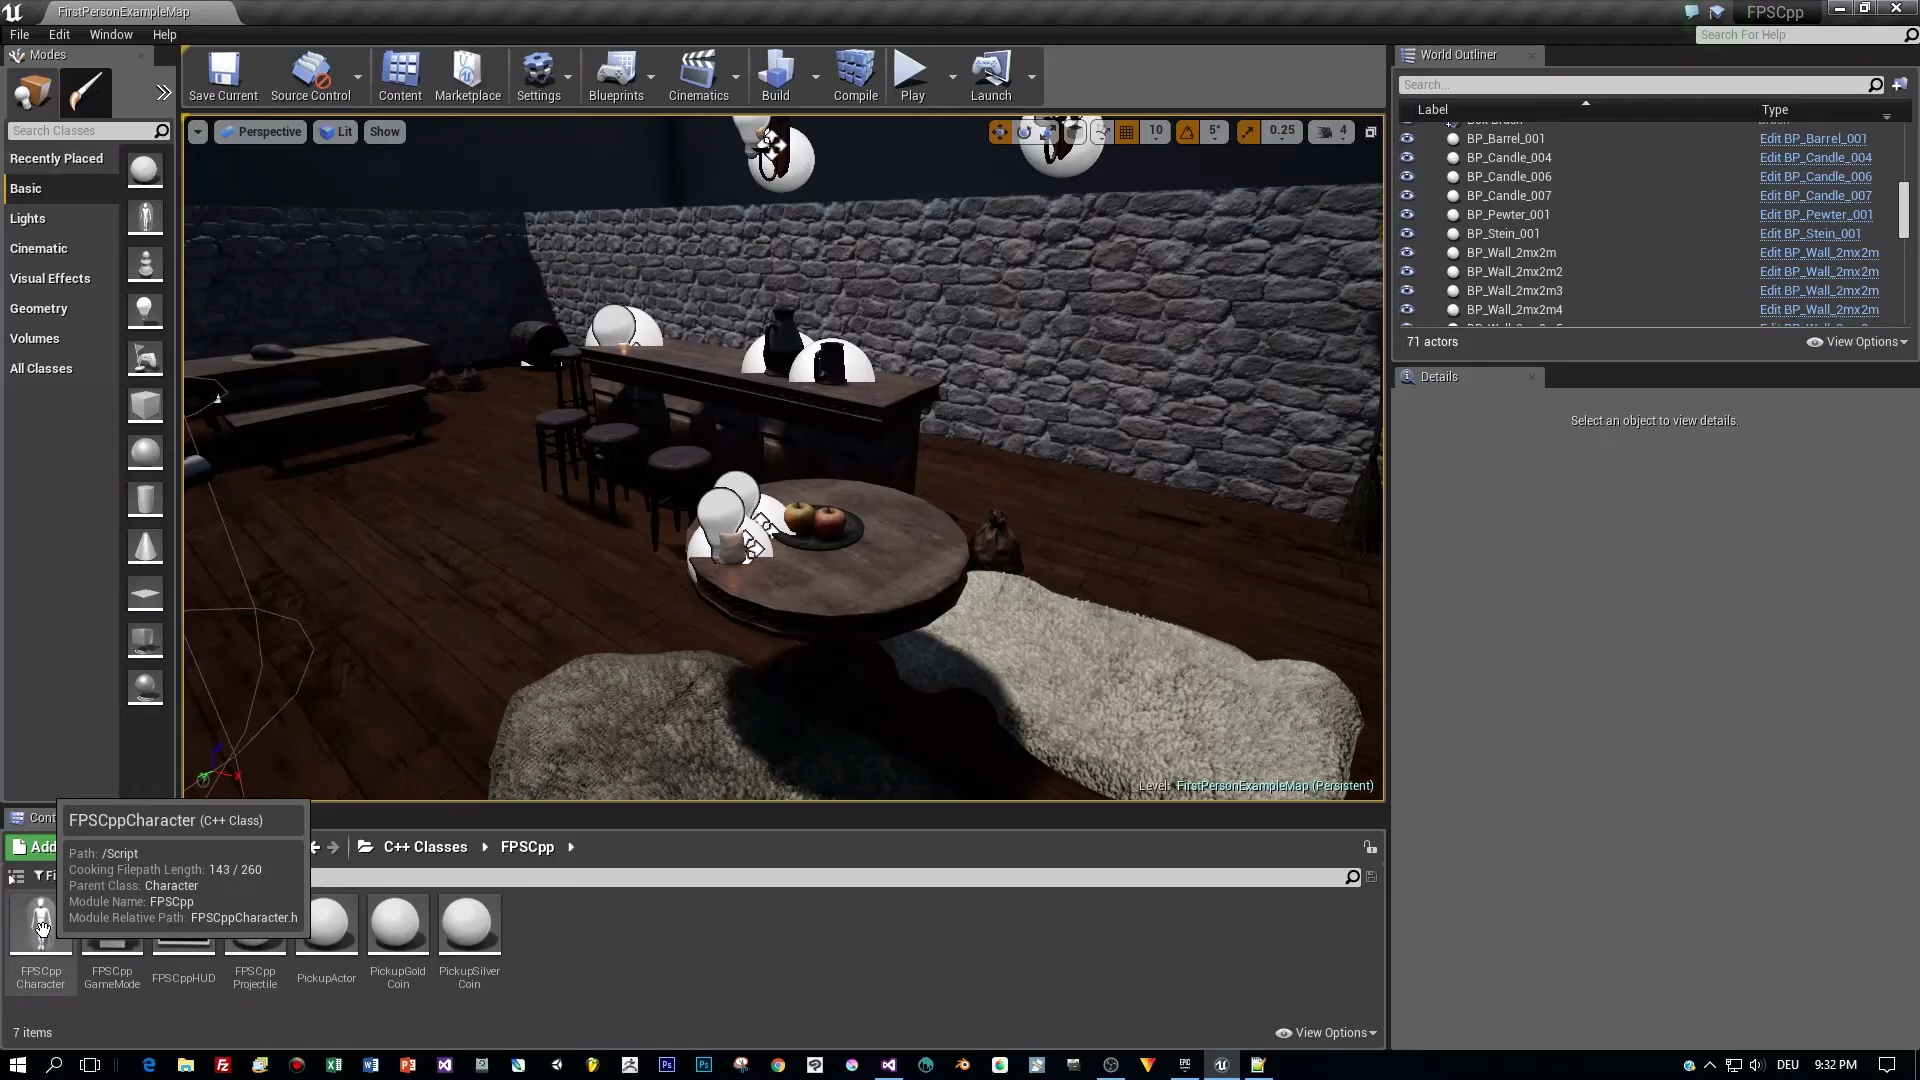 FirstPersonExampleMap
FPSCpp
File Edit Window Help
Search For Help
Modes
Save Current
Source Control
Content
Marketplace
Settings
Blueprints
Cinematics
Build
Compile
Play
Launch
Search Classes
Recently Placed
Basic
Lights
Cinematic
Visual Effects
Geometry
Volumes
All Classes
Perspective Lit Show
10 5° 0.25 4
Level: FirstPersonExampleMap (Persistent)
World Outliner
Search...
Label Type
BP_Barrel_001 Edit BP_Barrel_001
BP_Candle_004 Edit BP_Candle_004
BP_Candle_006 Edit BP_Candle_006
BP_Candle_007 Edit BP_Candle_007
BP_Pewter_001 Edit BP_Pewter_001
BP_Stein_001 Edit BP_Stein_001
BP_Wall_2mx2m Edit BP_Wall_2mx2m
BP_Wall_2mx2m2 Edit BP_Wall_2mx2m
BP_Wall_2mx2m3 Edit BP_Wall_2mx2m
BP_Wall_2mx2m4 Edit BP_Wall_2mx2m
71 actors View Options
Details
Select an object to view details.
Cont
Add
Fi
C++ Classes FPSCpp
FPSCppCharacter (C++ Class)
Path: /Script
Cooking Filepath Length: 143 / 260
Parent Class: Character
Module Name: FPSCpp
Module Relative Path: FPSCppCharacter.h
FPSCpp
Character
FPSCpp
GameMode
FPSCppHUD
FPSCpp
Projectile
PickupActor
PickupGold
Coin
PickupSilver
Coin
7 items View Options
DEU 9:32 PM